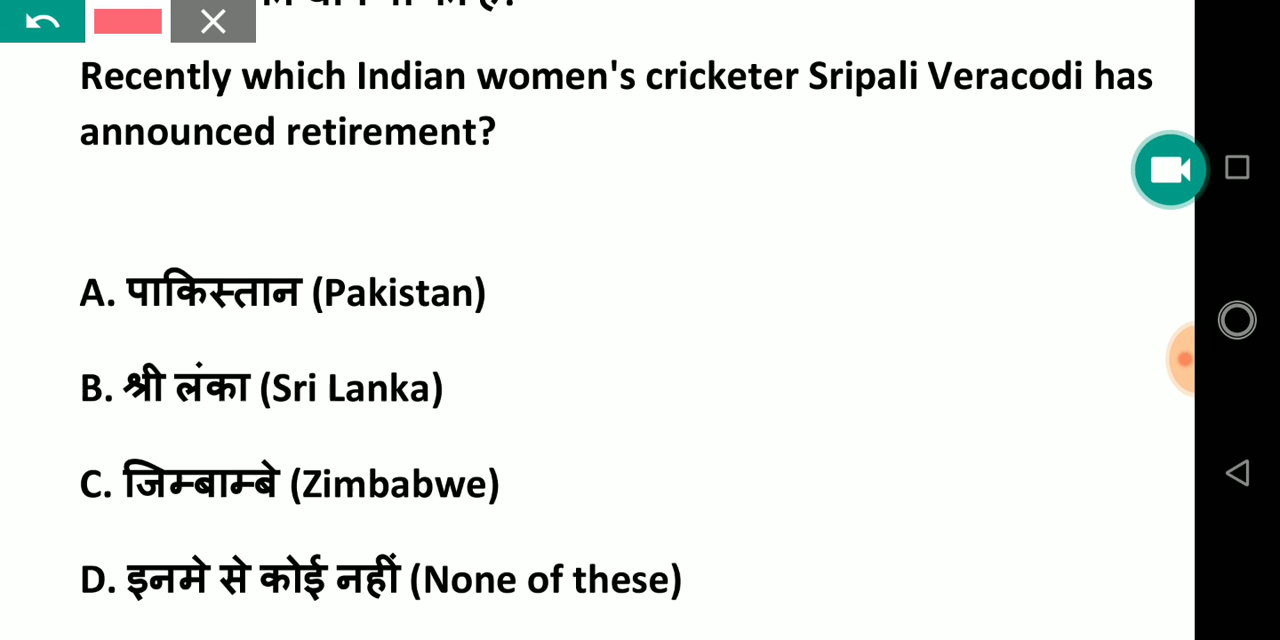 Recently which Indian women's cricketer Sripali Veracodi has
announced retirement?
A. पाकिस्तान (Pakistan)
B. श्री लंका (Sri Lanka)
C. जिम्बाम्बे (Zimbabwe)
D. इनमे से कोई नहीं (None of these)